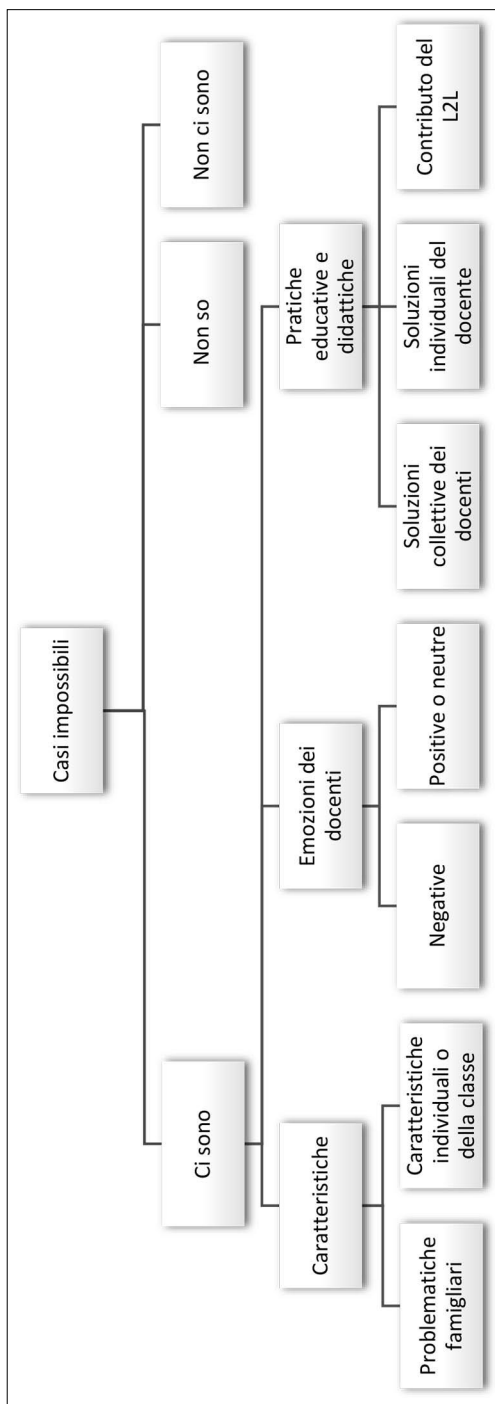 Casi impossibili
Ci sono
Non so
Non ci sono
Caratteristiche
Emozioni dei
docenti
Pratiche
educative e
didattiche
Problematiche
famigliari
Caratteristiche
individuali o
della classe
Negative
Positive o neutre
Soluzioni
collettive dei
docenti
Soluzioni
individuali del
docente
Contributo del
L2L